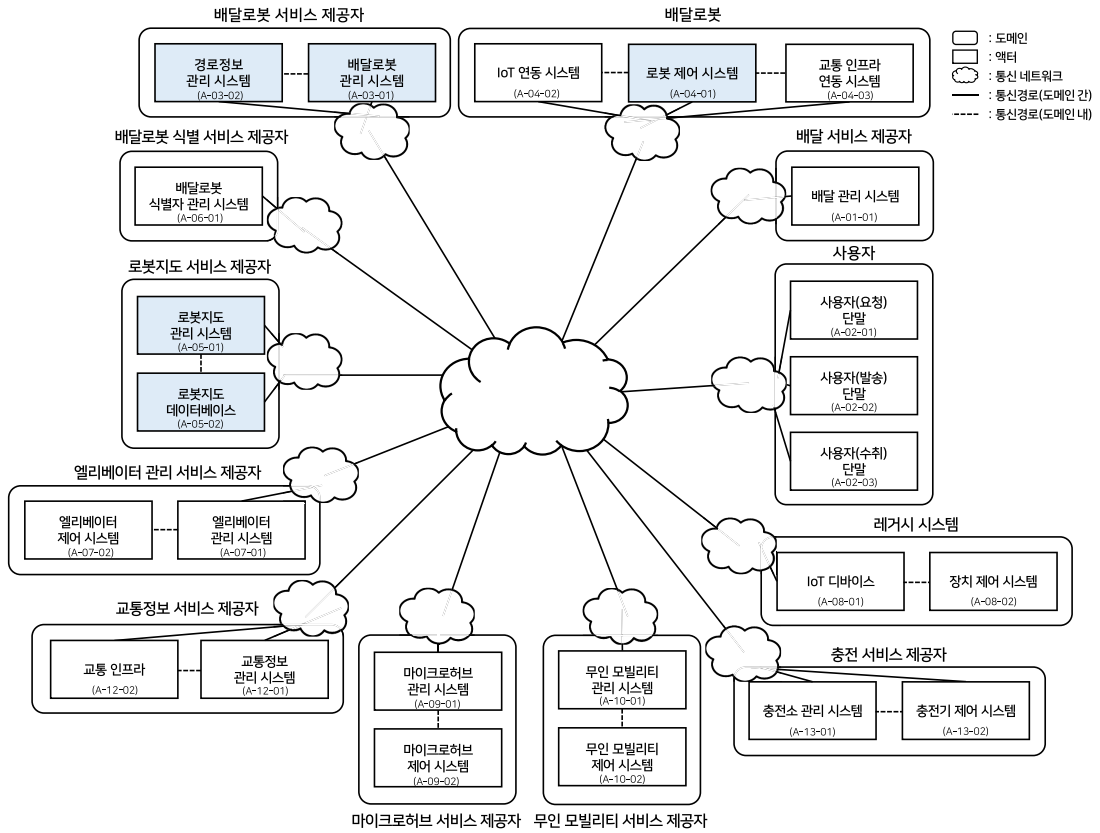 배달로봇 서비스 제공자
경로정보
관리 시스템
(A-03-02)
배달로봇
관리 시스템
(A-03-01)
배달로봇
IoT 연동 시스템
(A-04-02)
로봇 제어 시스템
(A-04-01)
교통 인프라
연동 시스템
(A-04-03)
: 도메인
: 액터
: 통신 네트워크
: 통신경로(도메인 간)
: 통신경로(도메인 내)
배달로봇 식별 서비스 제공자
배달로봇
식별자 관리 시스템
(A-06-01)
배달 서비스 제공자
배달 관리 시스템
(A-01-01)
로봇지도 서비스 제공자
로봇지도
관리 시스템
(A-05-01)
로봇지도
데이터베이스
(A-05-02)
사용자
사용자(요청)
단말
(A-02-01)
사용자(발송)
단말
(A-02-02)
사용자(수취)
단말
(A-02-03)
엘리베이터 관리 서비스 제공자
엘리베이터
제어 시스템
(A-07-02)
엘리베이터
관리 시스템
(A-07-01)
레거시 시스템
IoT 디바이스
(A-08-01)
장치 제어 시스템
(A-08-02)
교통정보 서비스 제공자
교통 인프라
(A-12-02)
교통정보
관리 시스템
(A-12-01)
마이크로허브
관리 시스템
(A-09-01)
마이크로허브
제어 시스템
(A-09-02)
마이크로허브 서비스 제공자
무인 모빌리티
관리 시스템
(A-10-01)
무인 모빌리티
제어 시스템
(A-10-02)
무인 모빌리티 서비스 제공자
충전 서비스 제공자
충전소 관리 시스템
(A-13-01)
충전기 제어 시스템
(A-13-02)